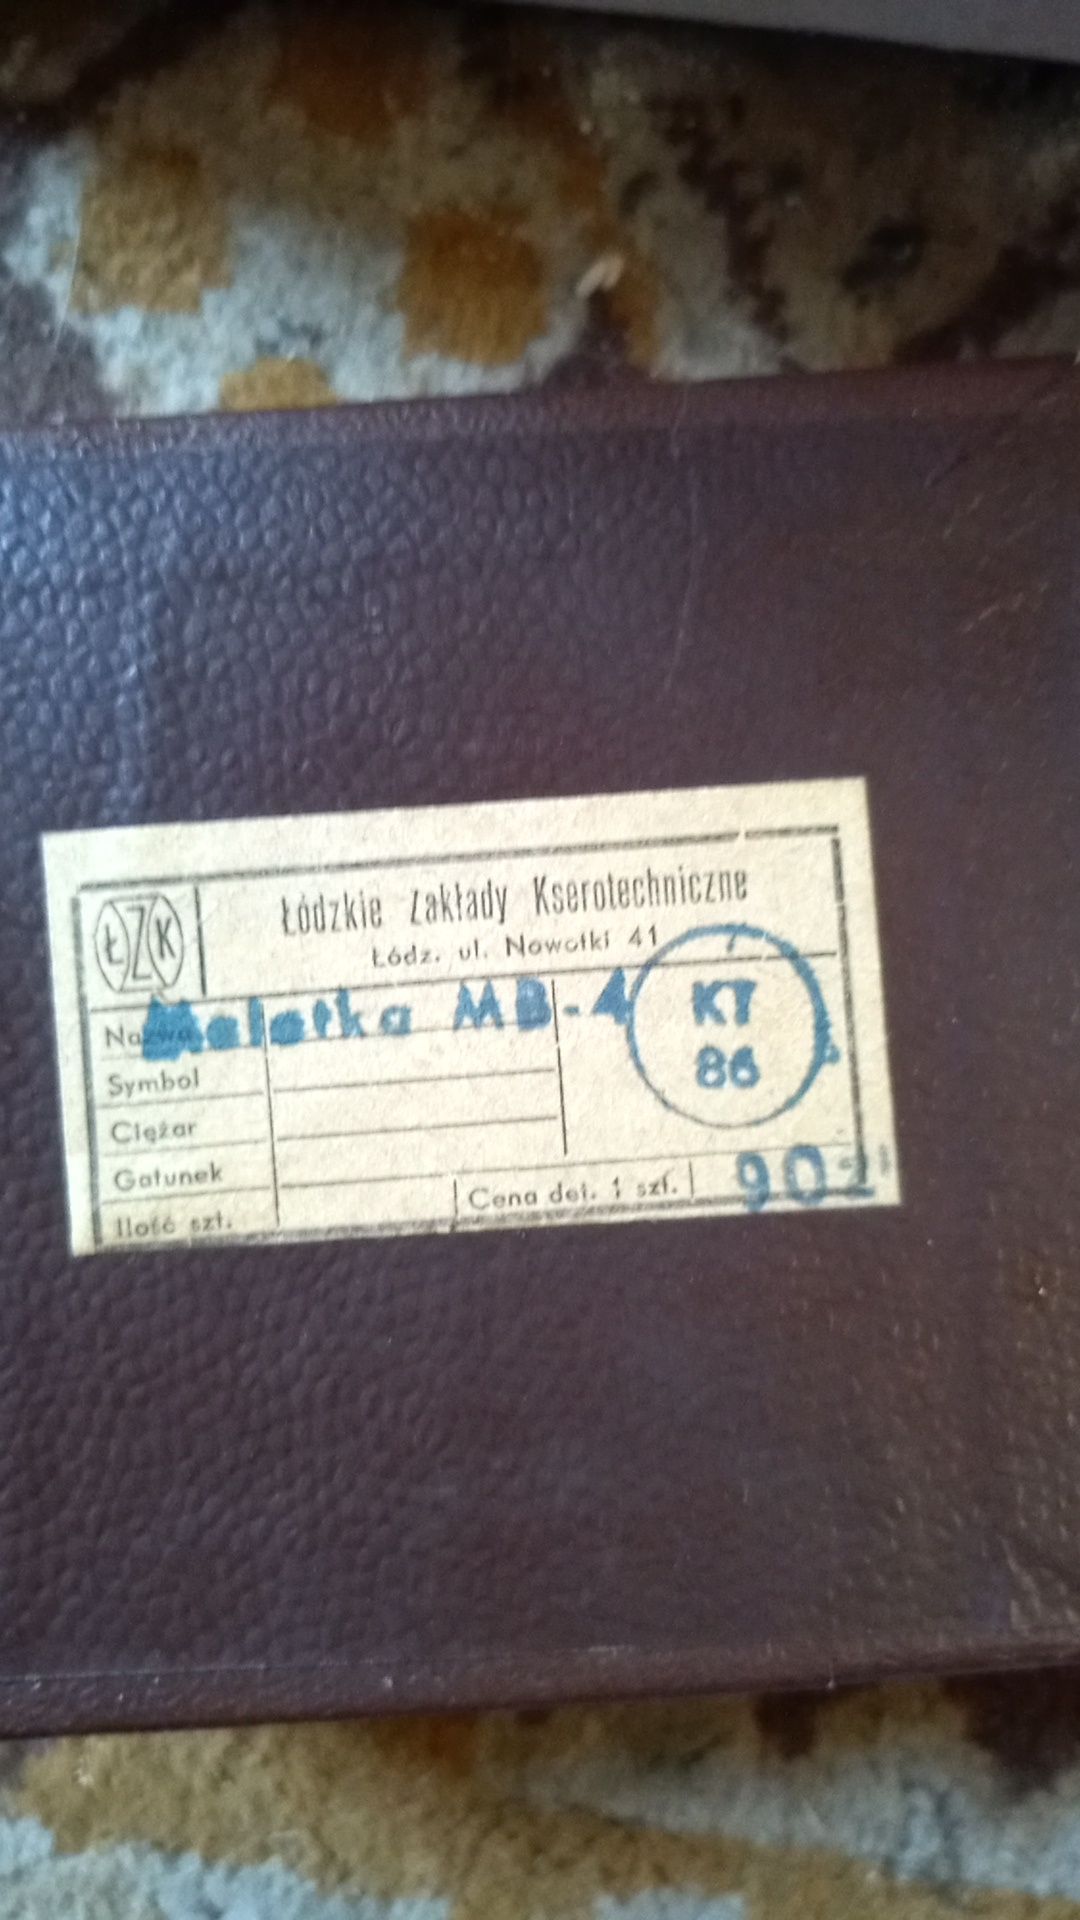 ŁZK
Łódzkie Zakłady Kserotechniczne
Łódz. ul. Nowotki 41
Nazwa Maletka MB-4
KT
86
Symbol
Ciężar
Gatunek
Ilość szt.
Cena det. 1 szt.
90